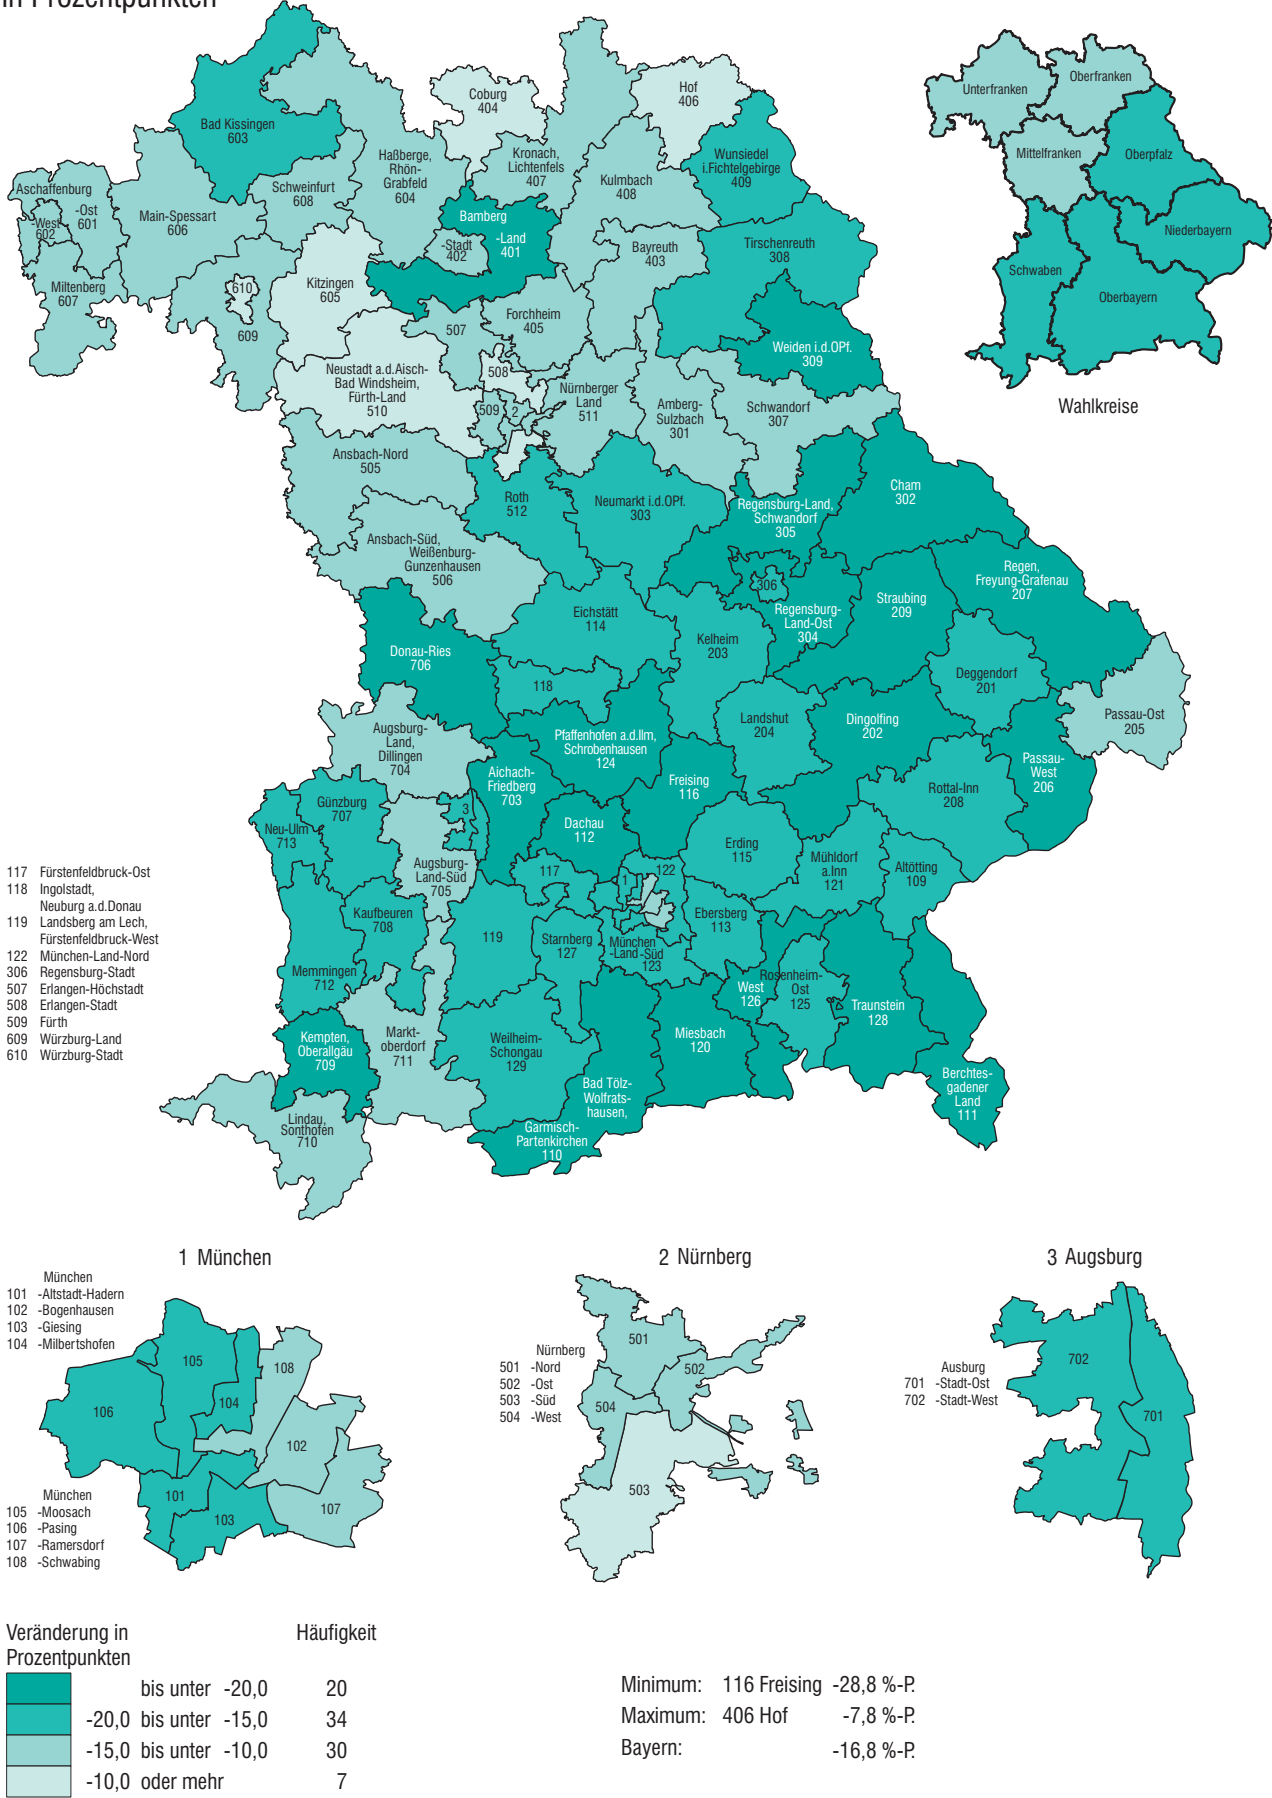 in Prozentpunkten
Coburg
404
Hof
406
Bad Kissingen
603
Haßberge,
Rhön-
Grabfeld
604
Kronach,
Lichtenfels
407
Kulmbach
408
Wunsiedel
i.Fichtelgebirge
409
Aschaffenburg
-Ost
601
-West
602
Schweinfurt
608
Main-Spessart
606
Bamberg
-Land
401
-Stadt
402
Bayreuth
403
Tirschenreuth
308
Miltenberg
607
610
Kitzingen
605
609
507
Forchheim
405
Weiden i.d.OPf.
309
Neustadt a.d.Aisch-
Bad Windsheim,
Fürth-Land
510
508
509
2
Nürnberger
Land
511
Amberg-
Sulzbach
301
Schwandorf
307
Ansbach-Nord
505
Roth
512
Neumarkt i.d.OPf.
303
Regensburg-Land,
Schwandorf
305
Cham
302
Ansbach-Süd,
Weißenburg-
Gunzenhausen
506
306
Regensburg-
Land-Ost
304
Straubing
209
Regen,
Freyung-Grafenau
207
Eichstätt
114
Kelheim
203
Donau-Ries
706
Deggendorf
201
118
Passau-Ost
205
Augsburg-
Land,
Dillingen
704
Pfaffenhofen a.d.Ilm,
Schrobenhausen
124
Landshut
204
Dingolfing
202
Passau-
West
206
Aichach-
Friedberg
703
Freising
116
Rottal-Inn
208
Günzburg
707
3
Neu-Ulm
713
Dachau
112
Erding
115
Mühldorf
a.Inn
121
Altötting
109
Augsburg-
Land-Süd
705
117
1
122
Kaufbeuren
708
119
Starnberg
127
München
-Land -Süd
123
Ebersberg
113
Memmingen
712
West
126
Rosenheim-
Ost
125
Traunstein
128
Kempten,
Oberallgäu
709
Markt-
oberdorf
711
Weilheim-
Schongau
129
Miesbach
120
Bad Tölz-
Wolfrats-
hausen,
Garmisch-
Partenkirchen
110
Berchtes-
gadener
Land
111
Lindau,
Sonthofen
710
Unterfranken
Oberfranken
Mittelfranken
Oberpfalz
Niederbayern
Schwaben
Oberbayern
Wahlkreise
117 Fürstenfeldbruck-Ost
118 Ingolstadt,
Neuburg a.d.Donau
119 Landsberg am Lech,
Fürstenfeldbruck-West
122 München-Land-Nord
306 Regensburg-Stadt
507 Erlangen-Höchstadt
508 Erlangen-Stadt
509 Fürth
609 Würzburg-Land
610 Würzburg-Stadt
1 München
München
101 -Altstadt-Hadern
102 -Bogenhausen
103 -Giesing
104 -Milbertshofen
105
108
106
104
102
101
103
107
München
105 -Moosach
106 -Pasing
107 -Ramersdorf
108 -Schwabing
2 Nürnberg
Nürnberg
501 -Nord
502 -Ost
503 -Süd
504 -West
501
502
504
503
3 Augsburg
Ausburg
701 -Stadt-Ost
702 -Stadt-West
702
701
Veränderung in
Prozentpunkten
Häufigkeit
bis unter -20,0 20
-20,0 bis unter -15,0 34
-15,0 bis unter -10,0 30
-10,0 oder mehr 7
Minimum: 116 Freising -28,8 %-P.
Maximum: 406 Hof -7,8 %-P.
Bayern: -16,8 %-P.